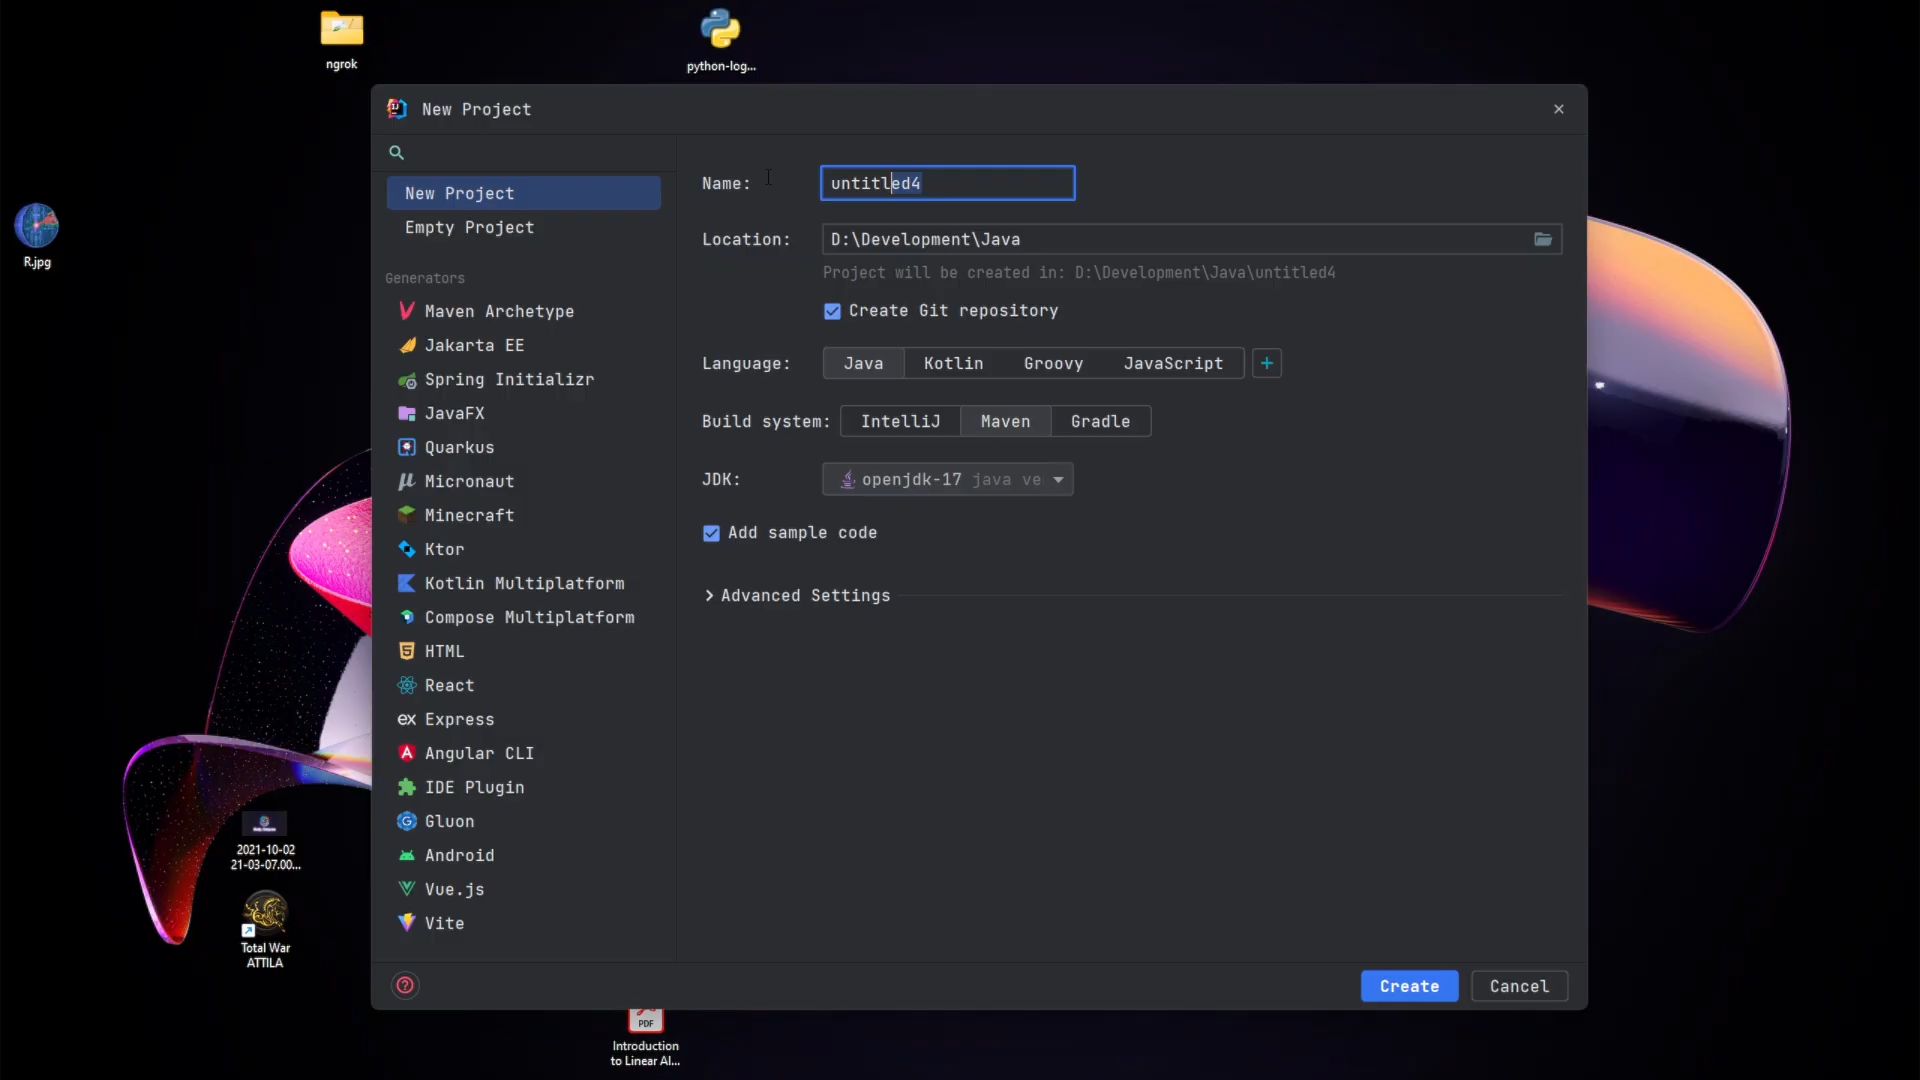 ngrok
python-log...
R.jpg
New Project
New Project
Empty Project
Generators
Maven Archetype
Jakarta EE
Spring Initializr
JavaFX
Quarkus
Micronaut
Minecraft
Ktor
Kotlin Multiplatform
Compose Multiplatform
HTML
React
ex Express
Angular CLI
IDE Plugin
Gluon
Android
Vue.js
Vite
Name: untitled4
Location: D:\Development\Java
Project will be created in: D:\Development\Java\untitled4
Create Git repository
Language: Java Kotlin Groovy JavaScript +
Build system: IntelliJ Maven Gradle
JDK: openjdk-17 java ve
Add sample code
Advanced Settings
Create Cancel
2021-10-02
21-03-07.00...
Total War
ATTILA
PDF
Introduction
to Linear Al...